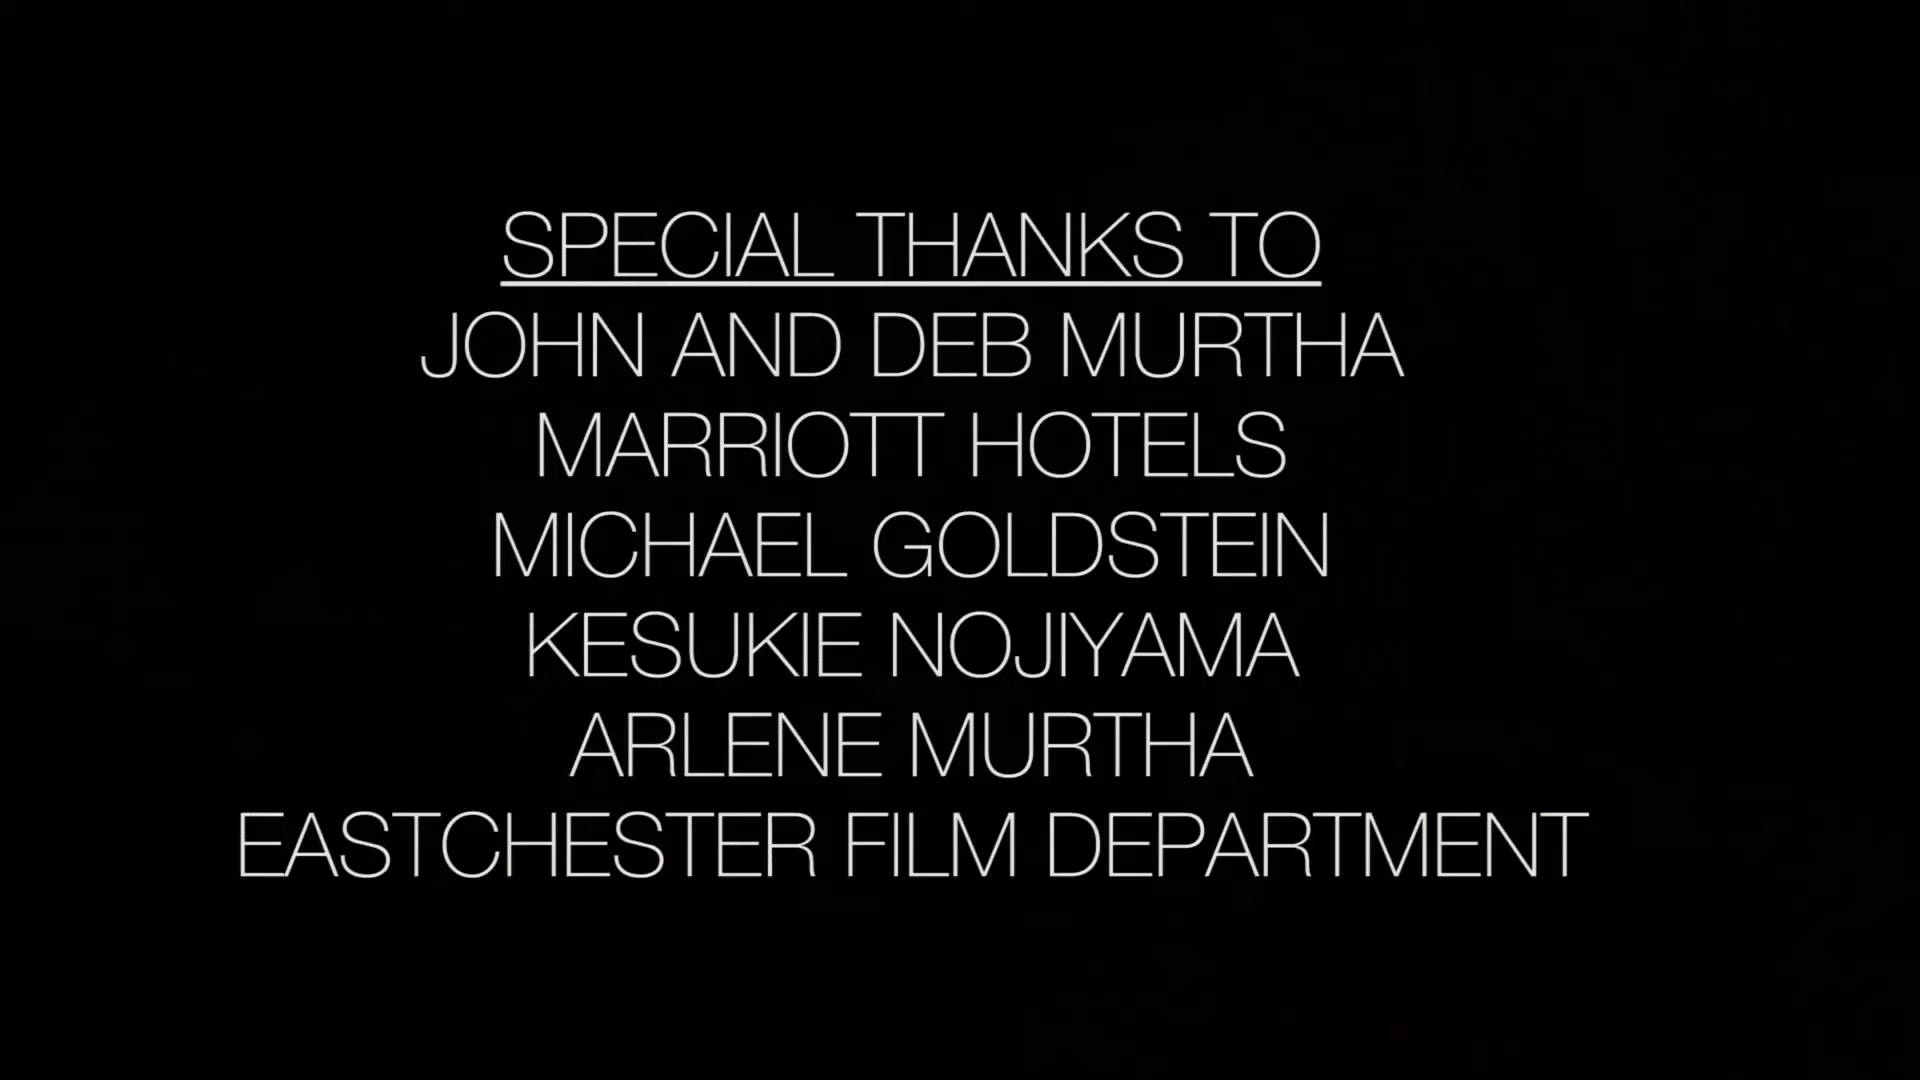 SPECIAL THANKS TO
JOHN AND DEB MURTHA
MARRIOTT HOTELS
MICHAEL GOLDSTEIN
KESUKIE NOJIYAMA
ARLENE MURTHA
EASTCHESTER FILM DEPARTMENT